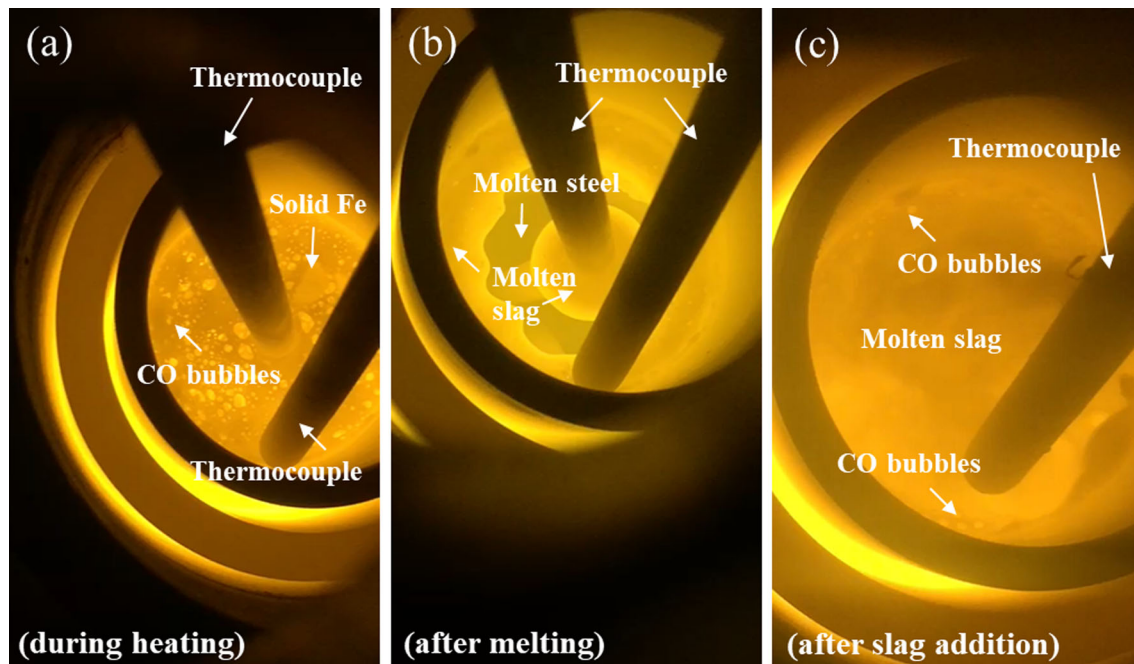 (a)
Thermocouple
Solid Fe
CO bubbles
Thermocouple
(during heating)
(b)
Thermocouple
Molten steel
Molten
slag
(after melting)
(c)
Thermocouple
CO bubbles
Molten slag
CO bubbles
(after slag addition)